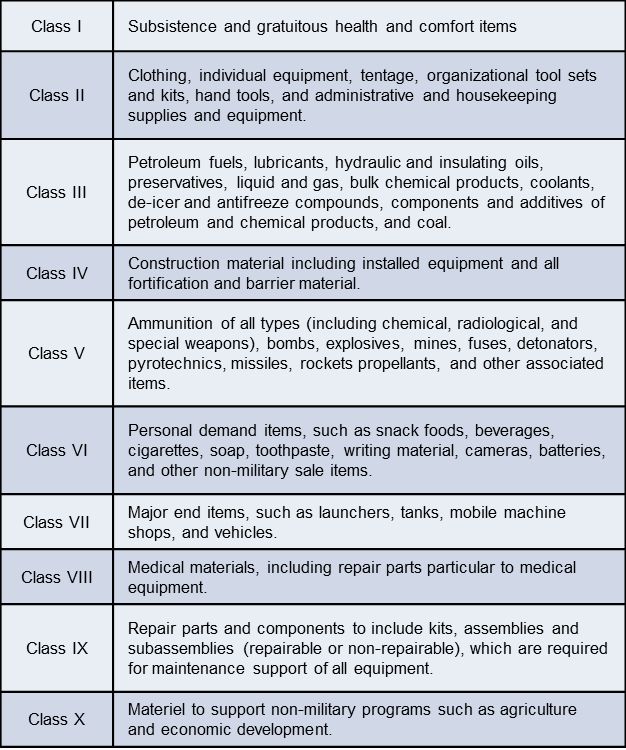 Class I
Subsistence and gratuitous health and comfort items
Class II
Clothing, individual equipment, tentage, organizational tool sets
and kits, hand tools, and administrative and housekeeping
supplies and equipment.
Class III
Petroleum fuels, lubricants, hydraulic and insulating oils,
preservatives, liquid and gas, bulk chemical products, coolants,
de-icer and antifreeze compounds, components and additives of
petroleum and chemical products, and coal.
Class IV
Construction material including installed equipment and all
fortification and barrier material.
Class V
Ammunition of all types (including chemical, radiological, and
special weapons), bombs, explosives, mines, fuses, detonators,
pyrotechnics, missiles, rockets propellants, and other associated
items.
Class VI
Personal demand items, such as snack foods, beverages,
cigarettes, soap, toothpaste, writing material, cameras, batteries,
and other non-military sale items.
Class VII
Major end items, such as launchers, tanks, mobile machine
shops, and vehicles.
Class VIII
Medical materials, including repair parts particular to medical
equipment.
Class IX
Repair parts and components to include kits, assemblies and
subassemblies (repairable or non-repairable), which are required
for maintenance support of all equipment.
Class X
Materiel to support non-military programs such as agriculture
and economic development.